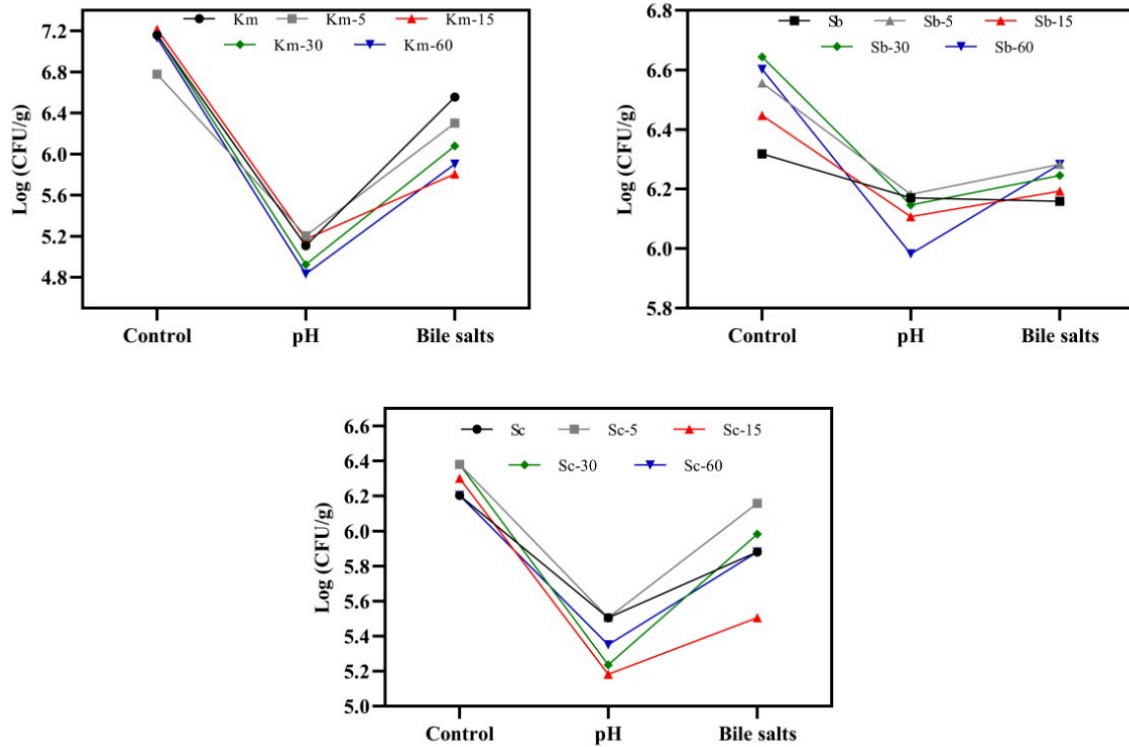 Km Km-5 Km-15
Km-30 Km-60
7.2
6.8
6.4
6.0
5.6
5.2
4.8
Log (CFU/g)
Control pH Bile salts
Sb Sb-5 Sb-15
Sb-30 Sb-60
6.8
6.6
6.4
6.2
6.0
5.8
Log (CFU/g)
Control pH Bile salts
Sc Sc-5 Sc-15
Sc-30 Sc-60
6.6
6.4
6.2
6.0
5.8
5.6
5.4
5.2
5.0
Log (CFU/g)
Control pH Bile salts